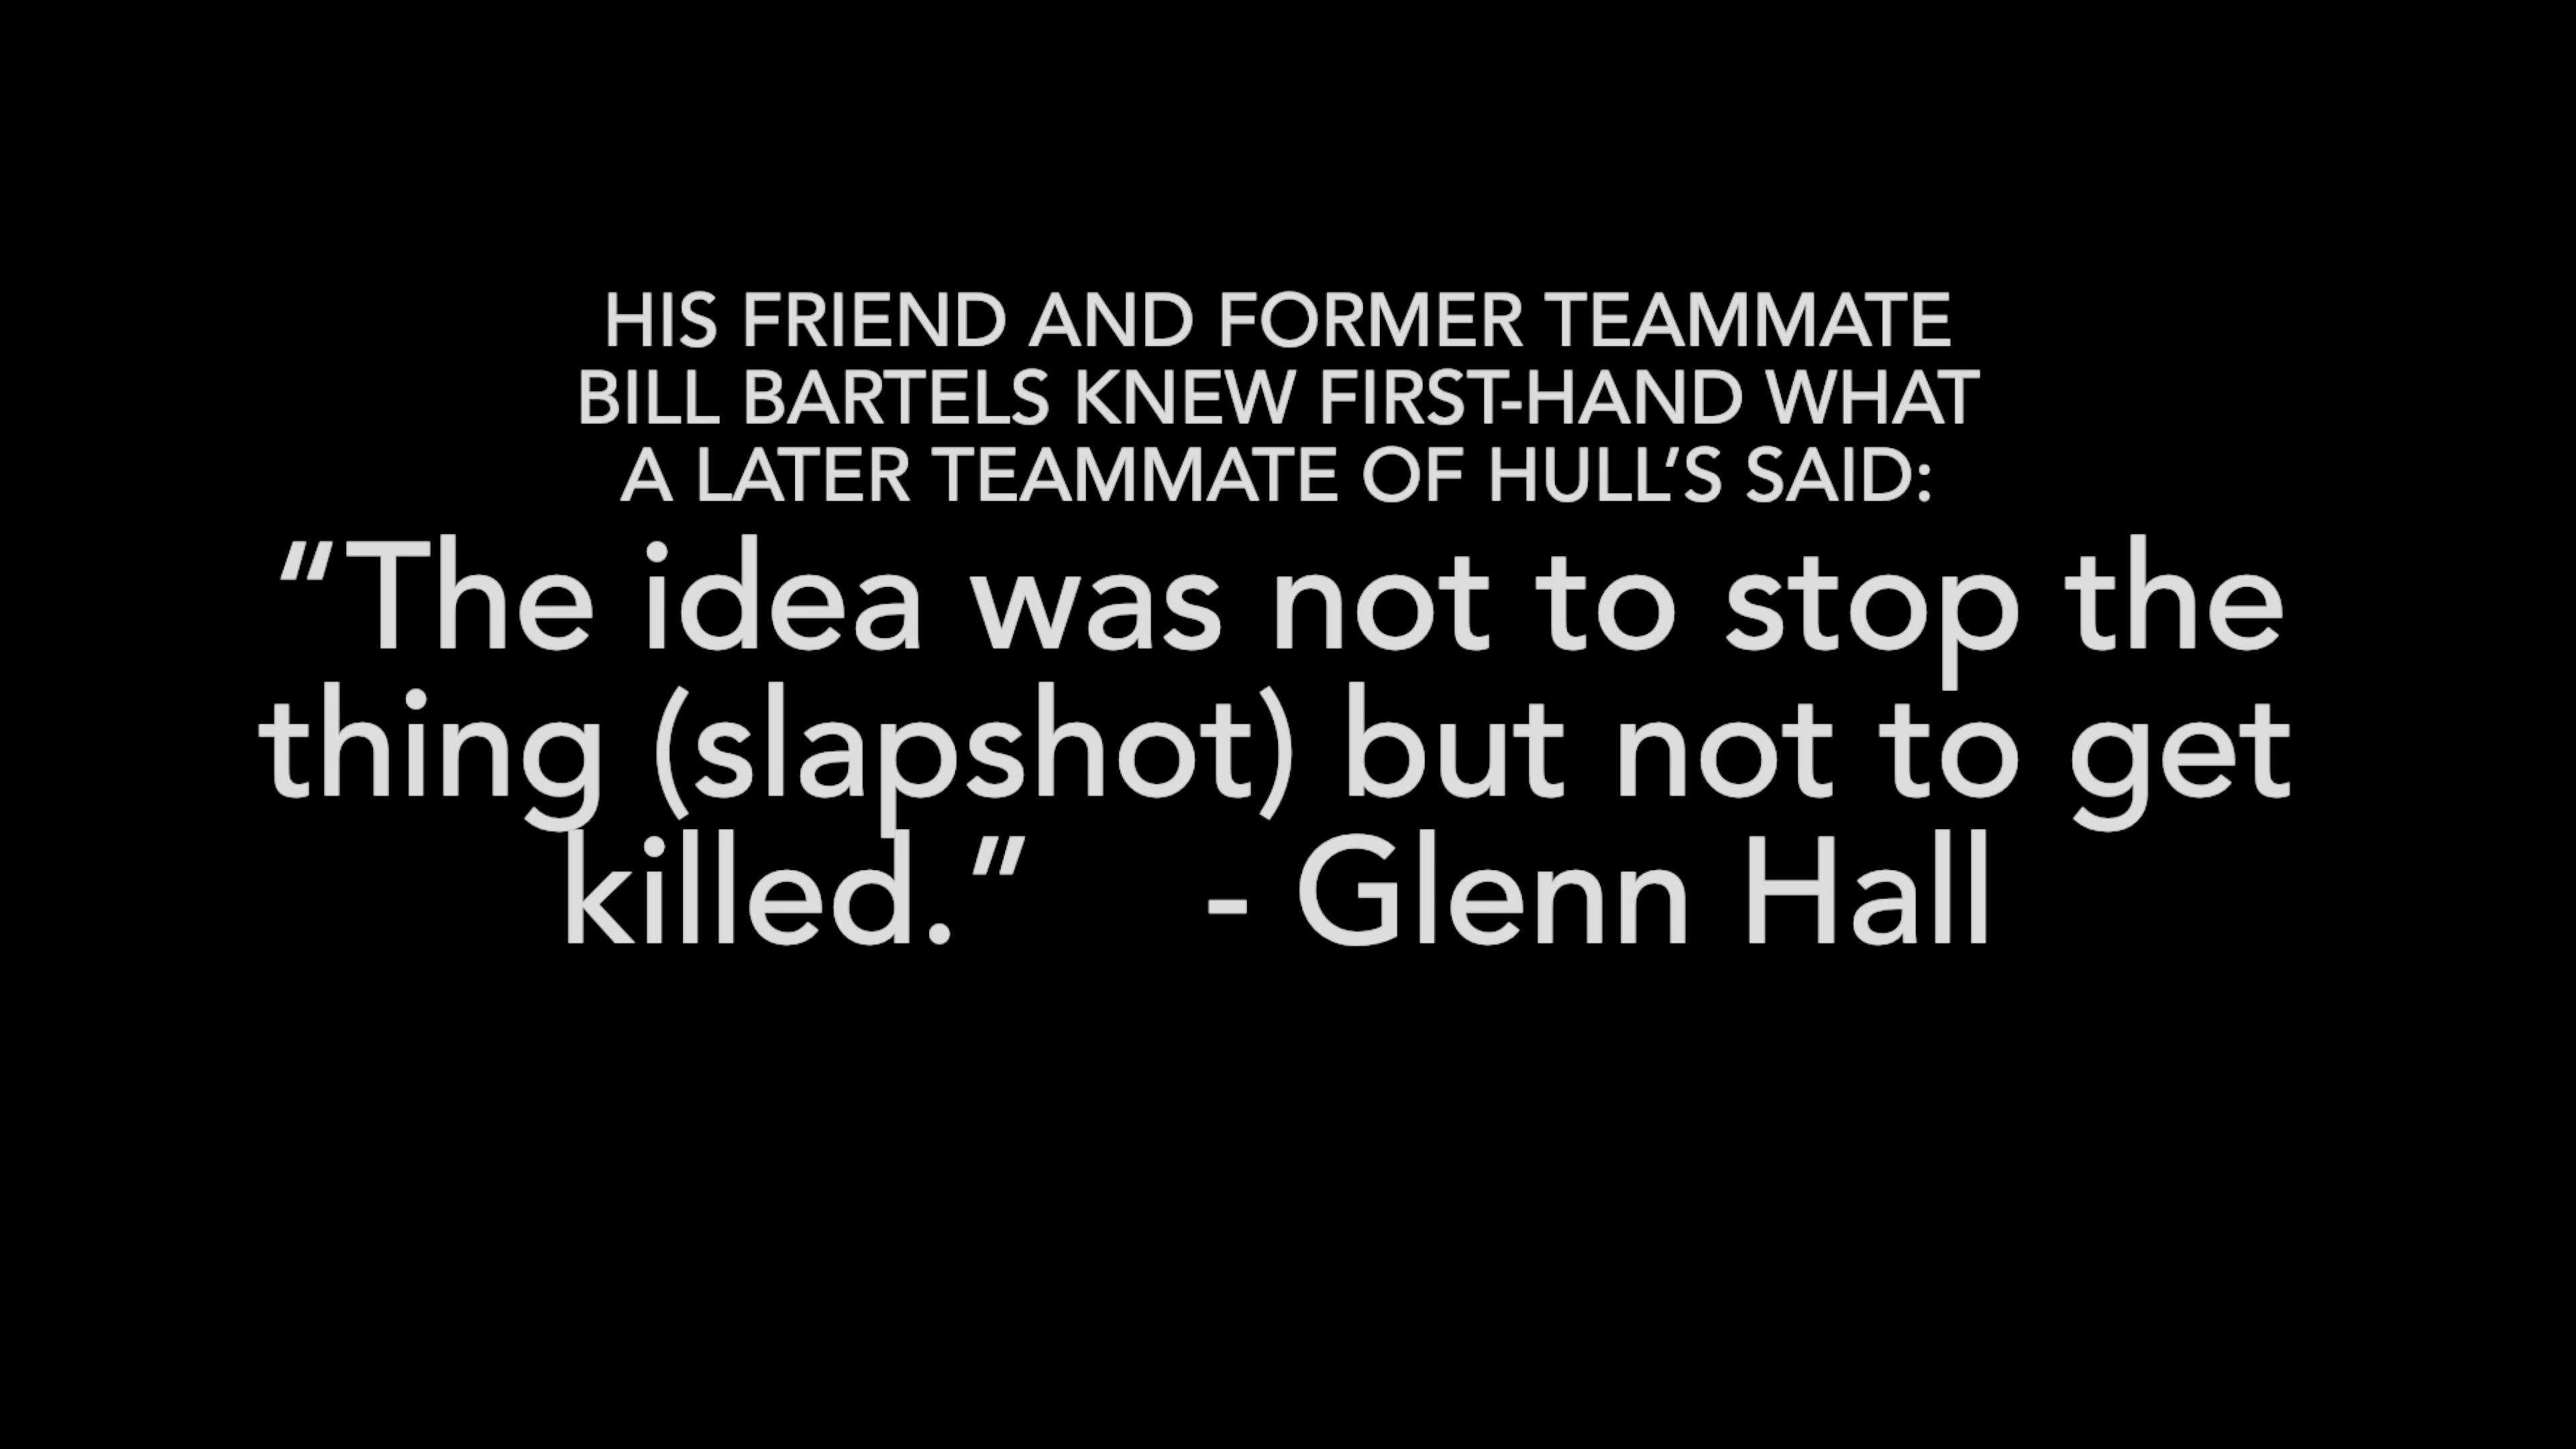 HIS FRIEND AND FORMER TEAMMATE
BILL BARTELS KNEW FIRST-HAND WHAT
A LATER TEAMMATE OF HULL’S SAID:
“The idea was not to stop the
thing (slapshot) but not to get
killed.” - Glenn Hall